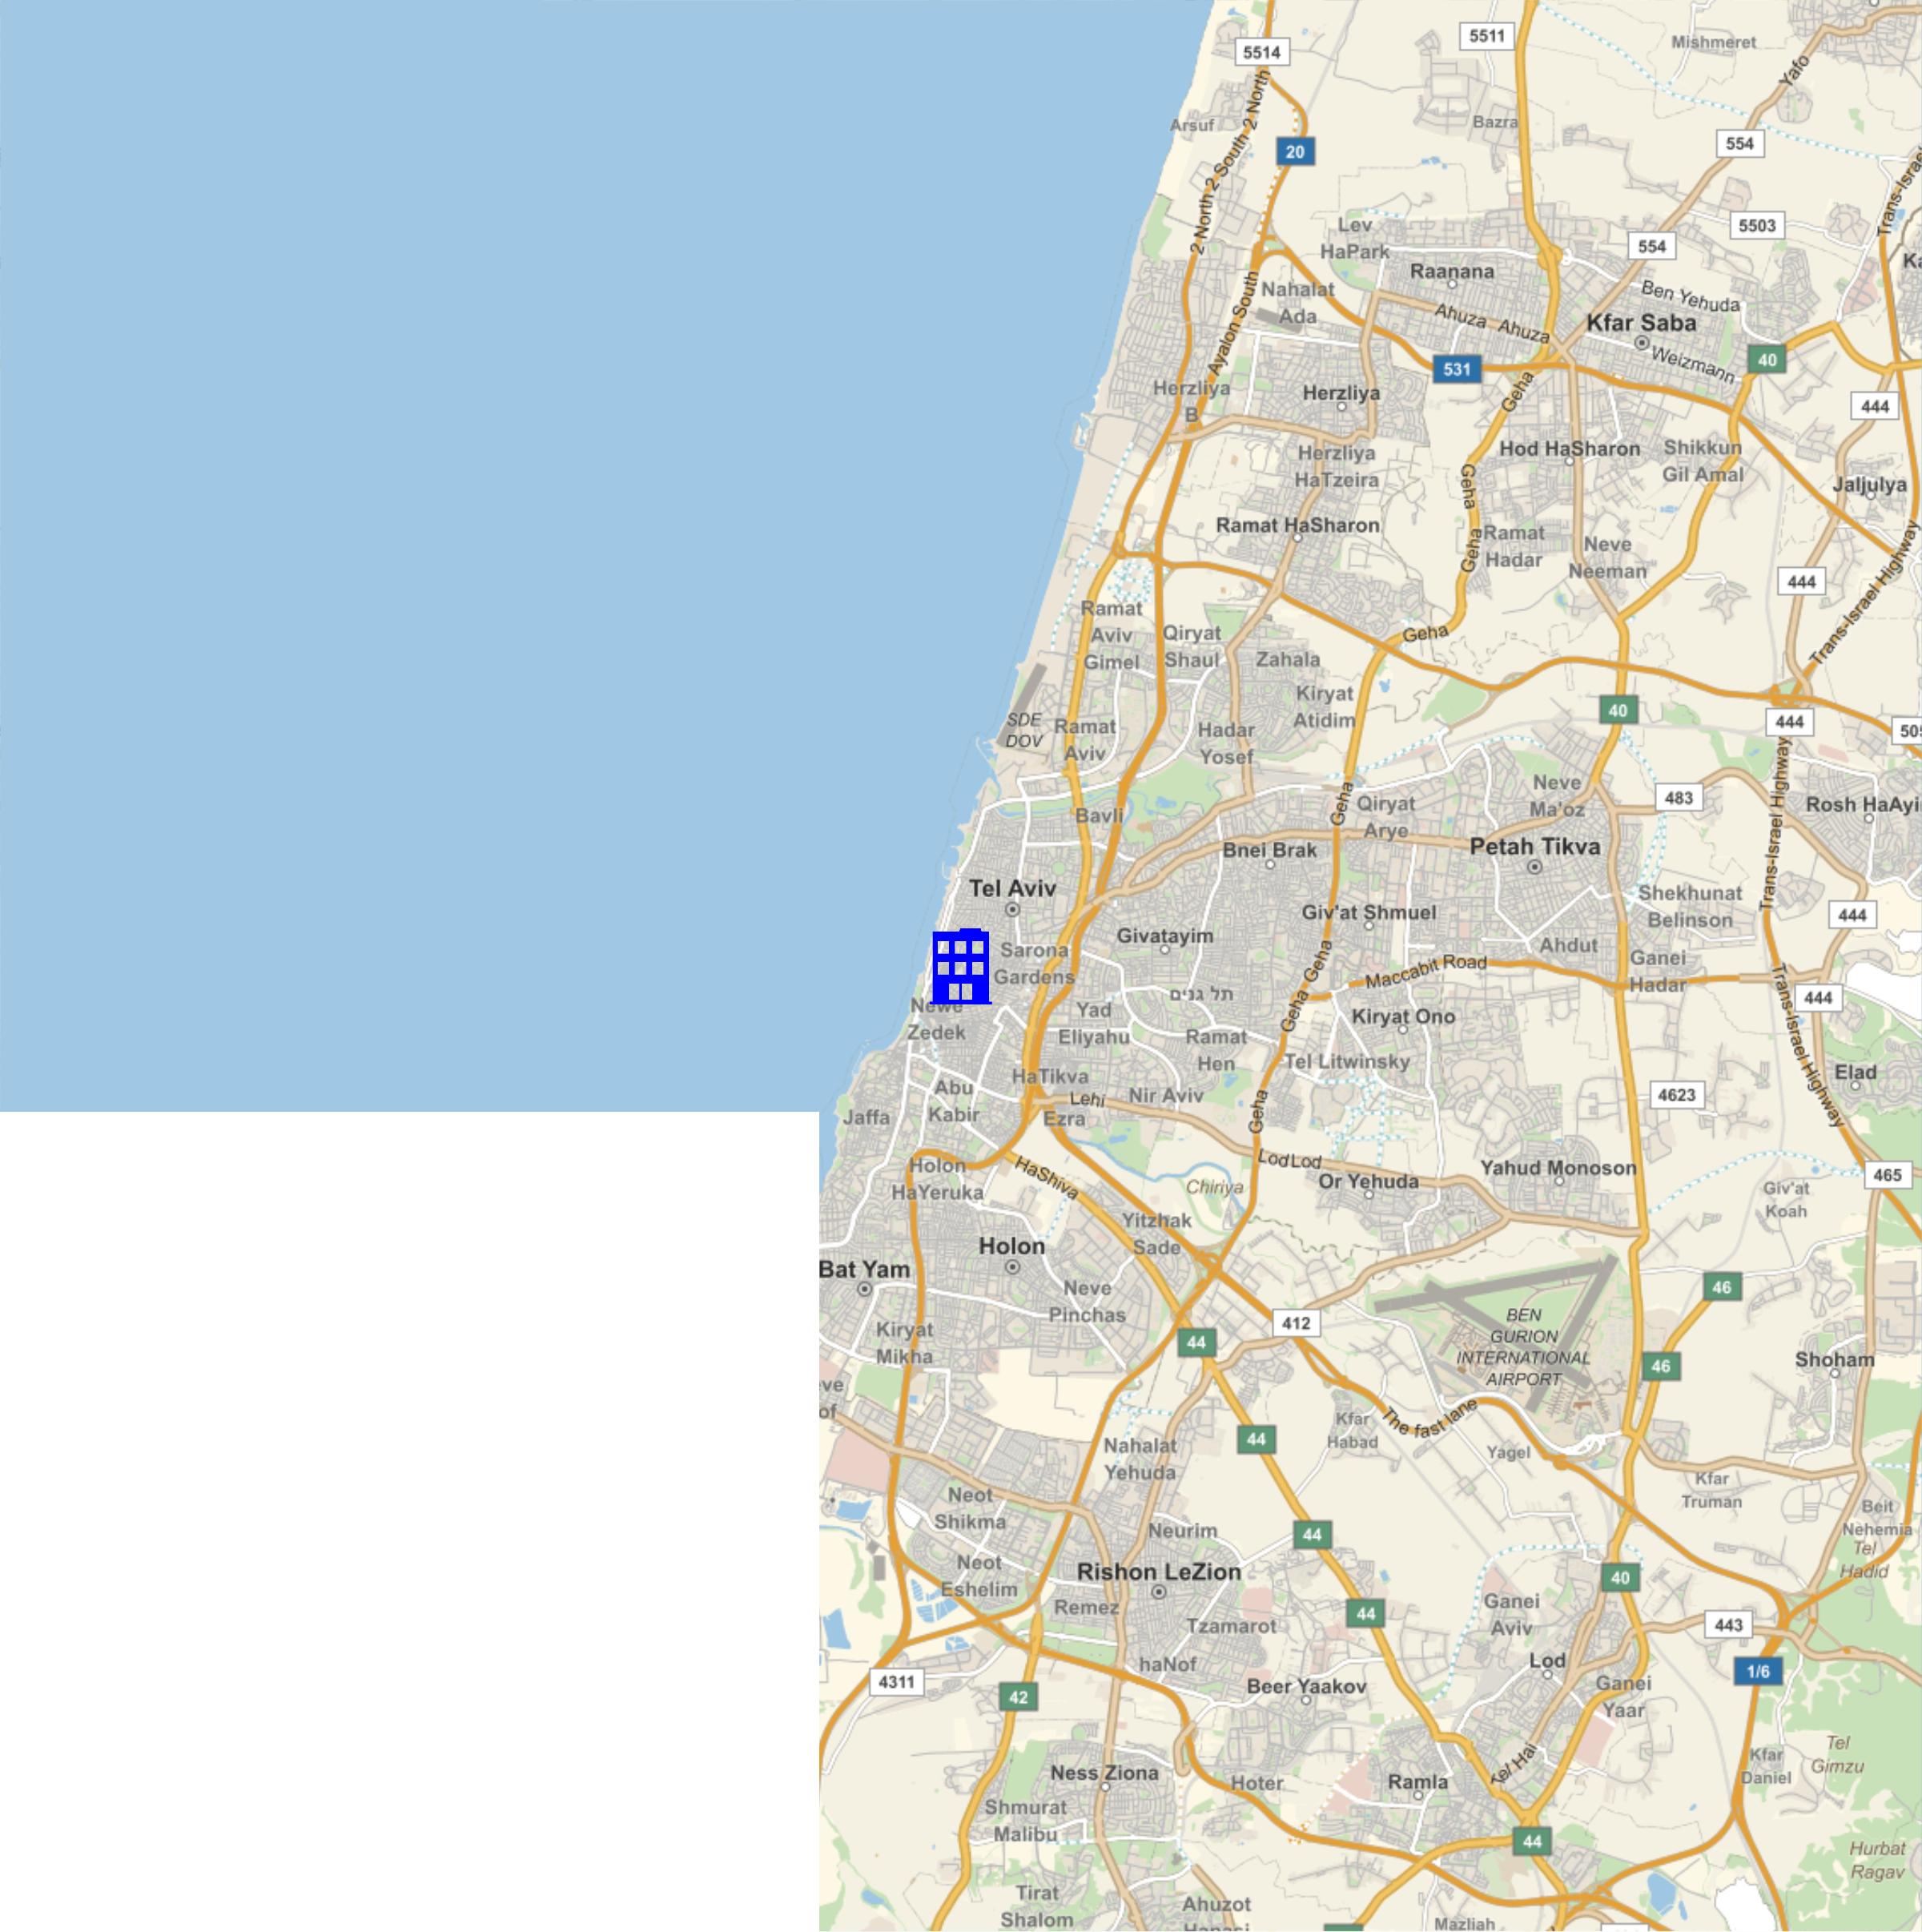 5514
5511
Mishmeret
Yafo
2 North 2 South 2 North
Arsuf
Bazra
20
554
5503
554
Lev
HaPark
Raanana
Ben Yehuda
Nahalat
Ada
Ayalon South
Ahuza Ahuza
Kfar Saba
Weizmann
40
531
Geha
Herzliya
B
Herzliya
444
Hod HaSharon
Shikkun
Gil Amal
Herzliya
HaTzeira
Geha
Jaljulya
Ramat HaSharon
Geha
Ramat
Hadar
Neve
Neeman
444
Trans-Israel Highway
Ramat
Aviv
Gimel
Qiryat
Shaul
Zahala
Geha
Kiryat
Atidim
SDE
DOV
Ramat
Aviv
Hadar
Yosef
40
444
Trans-Israel Highway
Neve
Ma'oz
483
Rosh HaAyi
Geha
Qiryat
Arye
Bavli
Bnei Brak
Petah Tikva
Tel Aviv
Shekhunat
Belinson
Giv'at Shmuel
444
Givatayim
Sarona
Gardens
Ahdut
Ganei
Hadar
Geha Geha
Maccabit Road
תל גנים
444
Trans-Israel Highway
Newe
Zedek
Yad
Eliyahu
Kiryot Ono
Ramat
Hen
Tel Litwinsky
HaTikva
Elad
Abu
Kabir
Lehi
Nir Aviv
4623
Geha
Jaffa
Ezra
Holon
HaYeruka
HaShiva
Lod Lod
Chiriya
Or Yehuda
Yahud Monoson
465
Giv'at
Koah
Yitzhak
Sade
Holon
Bat Yam
Neve
Pinchas
46
412
BEN
GURION
INTERNATIONAL
AIRPORT
44
Kiryat
Mikha
46
Shoham
ve
of
The fast lane
Kfar
Habad
44
Nahalat
Yehuda
Yagel
Kfar
Truman
Neot
Shikma
Beit
Nehemia
Neurim
44
Tel
Hadid
Neot
Eshelim
Rishon LeZion
40
Remez
44
Ganei
Aviv
Tzamarot
443
haNof
Lod
4311
Beer Yaakov
1/6
42
Ganei
Yaar
Tel Hai
Tel
Gimzu
Kfar
Daniel
Ness Ziona
Hoter
Ramla
Shmurat
Malibu
44
Hurbat
Ragav
Tirat
Shalom
Ahuzot
Mazliah